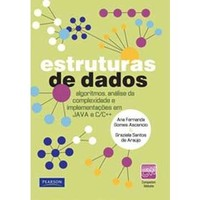 estruturas
de dados
algoritmos, análise da
complexidade e
implementações em
JAVA e C/C++
Ana Fernanda
Gomes Ascencio
Graziela Santos
de Araújo
PEARSON